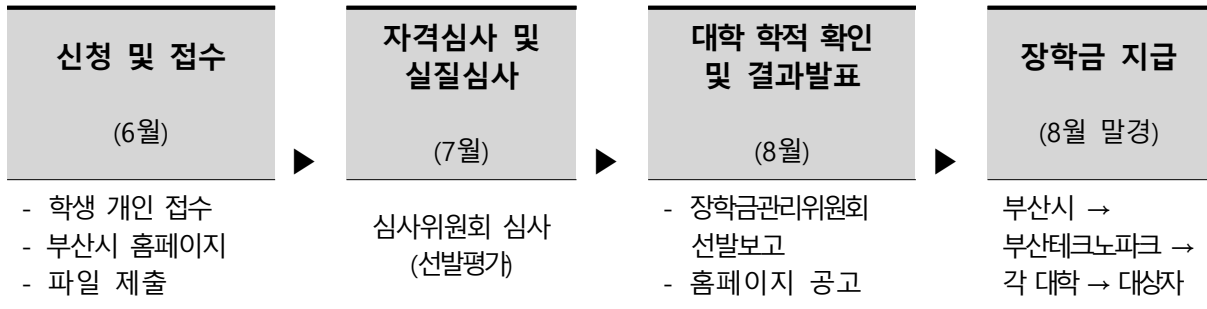 신청 및 접수
(6월)
- 학생 개인 접수
- 부산시 홈페이지
- 파일 제출
▶
자격심사 및
실질심사
(7월)
심사위원회 심사
(선발평가)
▶
대학 학적 확인
및 결과발표
(8월)
- 장학금관리위원회
선발보고
- 홈페이지 공고
▶
장학금 지급
(8월 말경)
부산시 →
부산테크노파크 →
각 대학 → 대상자